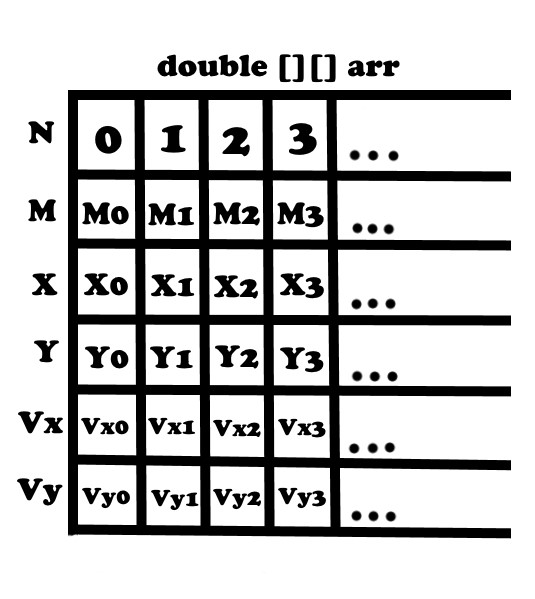 double [][] arr
N 0 1 2 3 ...
M M0 M1 M2 M3 ...
X X0 X1 X2 X3 ...
Y Y0 Y1 Y2 Y3 ...
Vx Vx0 Vx1 Vx2 Vx3 ...
Vy Vy0 Vy1 Vy2 Vy3 ...